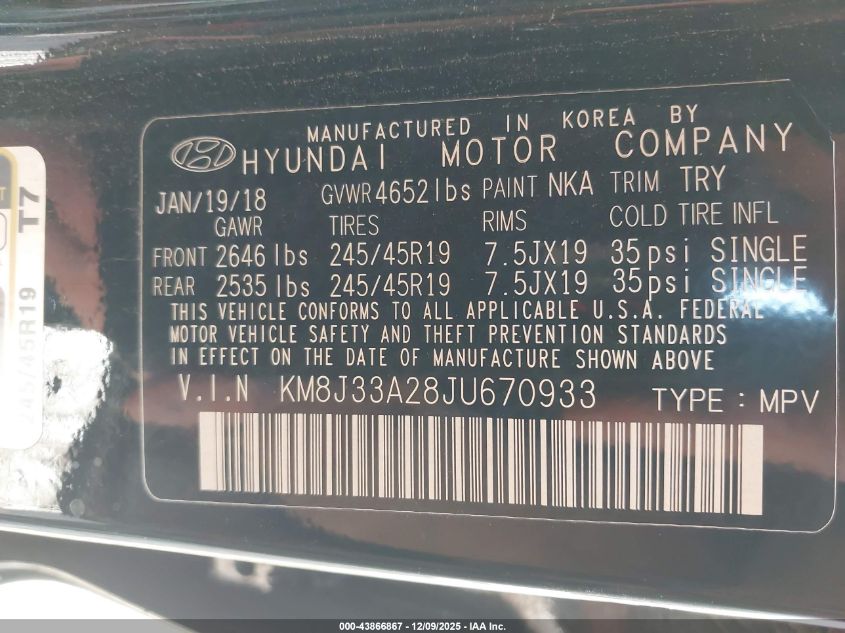 MANUFACTURED IN KOREA BY
HYUNDAI MOTOR COMPANY
JAN/19/18 GVWR 4652 lbs PAINT NKA TRIM TRY
GAWR TIRES RIMS COLD TIRE INFL
FRONT 2646 lbs 245/45R19 7.5JX19 35psi SINGLE
REAR 2535 lbs 245/45R19 7.5JX19 35psi SINGLE
THIS VEHICLE CONFORMS TO ALL APPLICABLE U.S.A. FEDERAL
MOTOR VEHICLE SAFETY AND THEFT PREVENTION STANDARDS
IN EFFECT ON THE DATE OF MANUFACTURE SHOWN ABOVE
V.I.N KM8J33A28JU670933 TYPE : MPV
245/45R19 T7
000-43866867 - 12/09/2025 - IAA Inc.